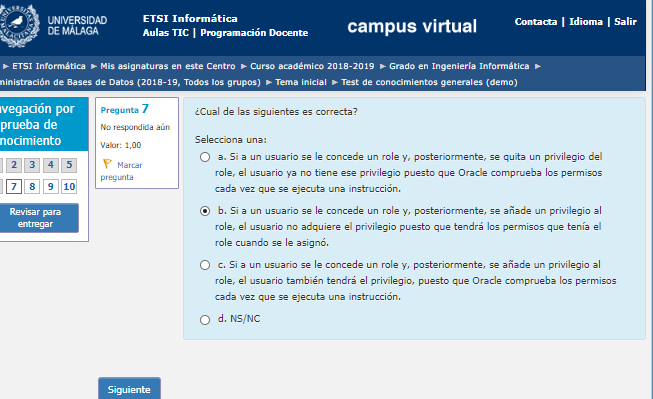 UNIVERSIDAD
DE MÁLAGA
ETSI Informática
Aulas TIC | Programación Docente
campus virtual
Contacta | Idioma | Salir
► ETSI Informática ► Mis asignaturas en este Centro ► Curso académico 2018-2019 ► Grado en Ingeniería Informática ►
ministración de Bases de Datos (2018-19, Todos los grupos) ► Tema inicial ► Test de conocimientos generales (demo)
avegación por
prueba de
nocimiento
2 3 4 5
7 8 9 10
Revisar para
entregar
Pregunta 7
No respondida aún
Valor: 1,00
Marcar
pregunta
¿Cual de las siguientes es correcta?
Selecciona una:
a. Si a un usuario se le concede un role y, posteriormente, se quita un privilegio del
role, el usuario ya no tiene ese privilegio puesto que Oracle comprueba los permisos
cada vez que se ejecuta una instrucción.
b. Si a un usuario se le concede un role y, posteriormente, se añade un privilegio al
role, el usuario no adquiere el privilegio puesto que tendrá los permisos que tenía el
role cuando se le asignó.
c. Si a un usuario se le concede un role y, posteriormente, se añade un privilegio al
role, el usuario también tendrá el privilegio, puesto que Oracle comprueba los permisos
cada vez que se ejecuta una instrucción.
d. NS/NC
Siguiente